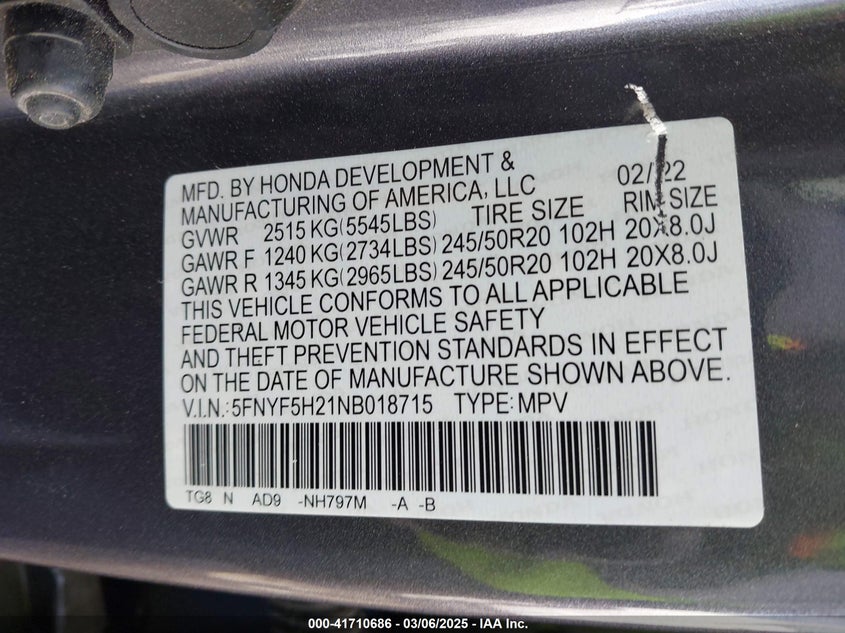 MFD. BY HONDA DEVELOPMENT & 02/22
MANUFACTURING OF AMERICA, LLC
GVWR 2515 KG(5545LBS) TIRE SIZE RIM SIZE
GAWR F 1240 KG(2734LBS) 245/50R20 102H 20X8.0J
GAWR R 1345 KG(2965LBS) 245/50R20 102H 20X8.0J
THIS VEHICLE CONFORMS TO ALL APPLICABLE
FEDERAL MOTOR VEHICLE SAFETY
AND THEFT PREVENTION STANDARDS IN EFFECT
ON THE DATE OF MANUFACTURE SHOWN ABOVE.
V.I.N.:5FNYF5H21NB018715 TYPE:MPV
TG8 N AD9 -NH797M -A -B
000-41710686 - 03/06/2025 - IAA Inc.